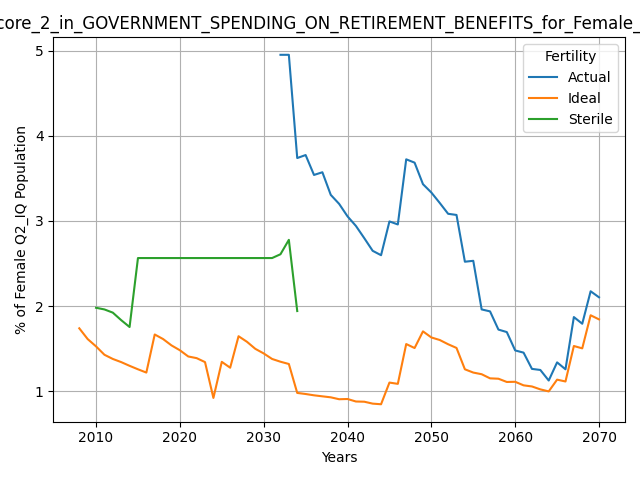 core_2_in_GOVERNMENT_SPENDING_ON_RETIREMENT_BENEFITS_for_Female_
5
4
3
2
1
% of Female Q2_IQ Population
Fertility
Actual
Ideal
Sterile
2010 2020 2030 2040 2050 2060 2070
Years